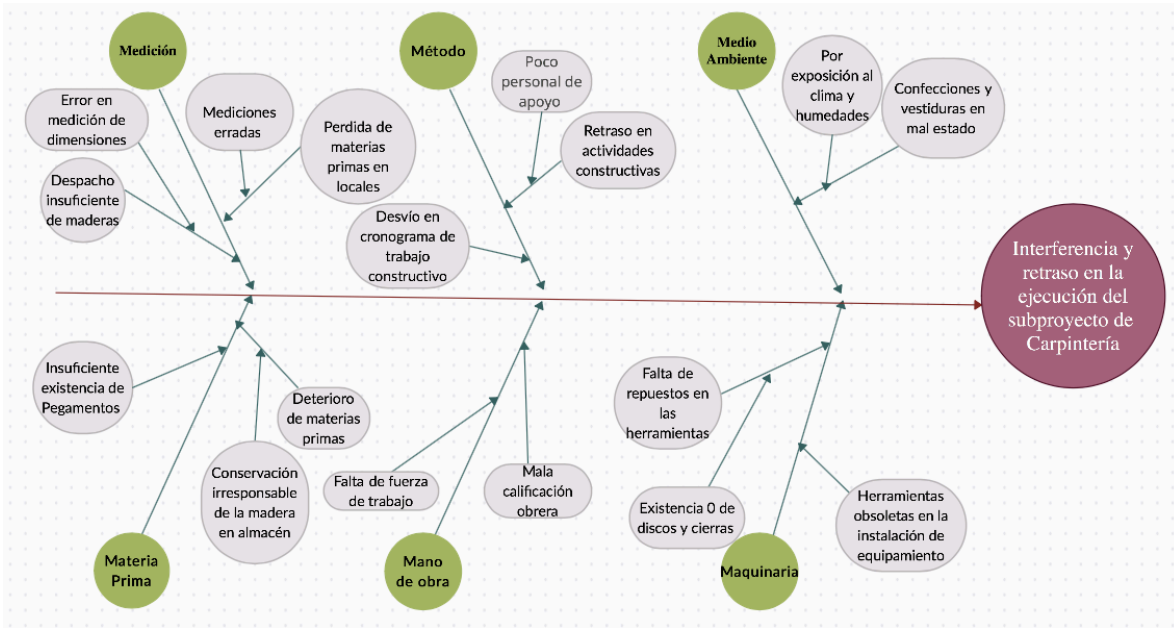 Medición
Método
Medio
Ambiente
Error en
medición de
dimensiones
Mediciones
erradas
Perdida de
materias
primas en
locales
Despacho
insuficiente
de maderas
Poco
personal de
apoyo
Retraso en
actividades
constructivas
Desvío en
cronograma de
trabajo
constructivo
Por
exposición al
clima y
humedades
Confecciones y
vestiduras en
mal estado
Interferencia y
retraso en la
ejecución del
subproyecto de
Carpintería
Insuficiente
existencia de
Pegamentos
Deterioro
de materias
primas
Conservación
irresponsable
de la madera
en almacén
Falta de fuerza
de trabajo
Mala
calificación
obrera
Falta de
repuestos en
las
herramientas
Existencia 0 de
discos y cierras
Herramientas
obsoletas en la
instalación de
equipamiento
Materia
Prima
Mano
de obra
Maquinaria